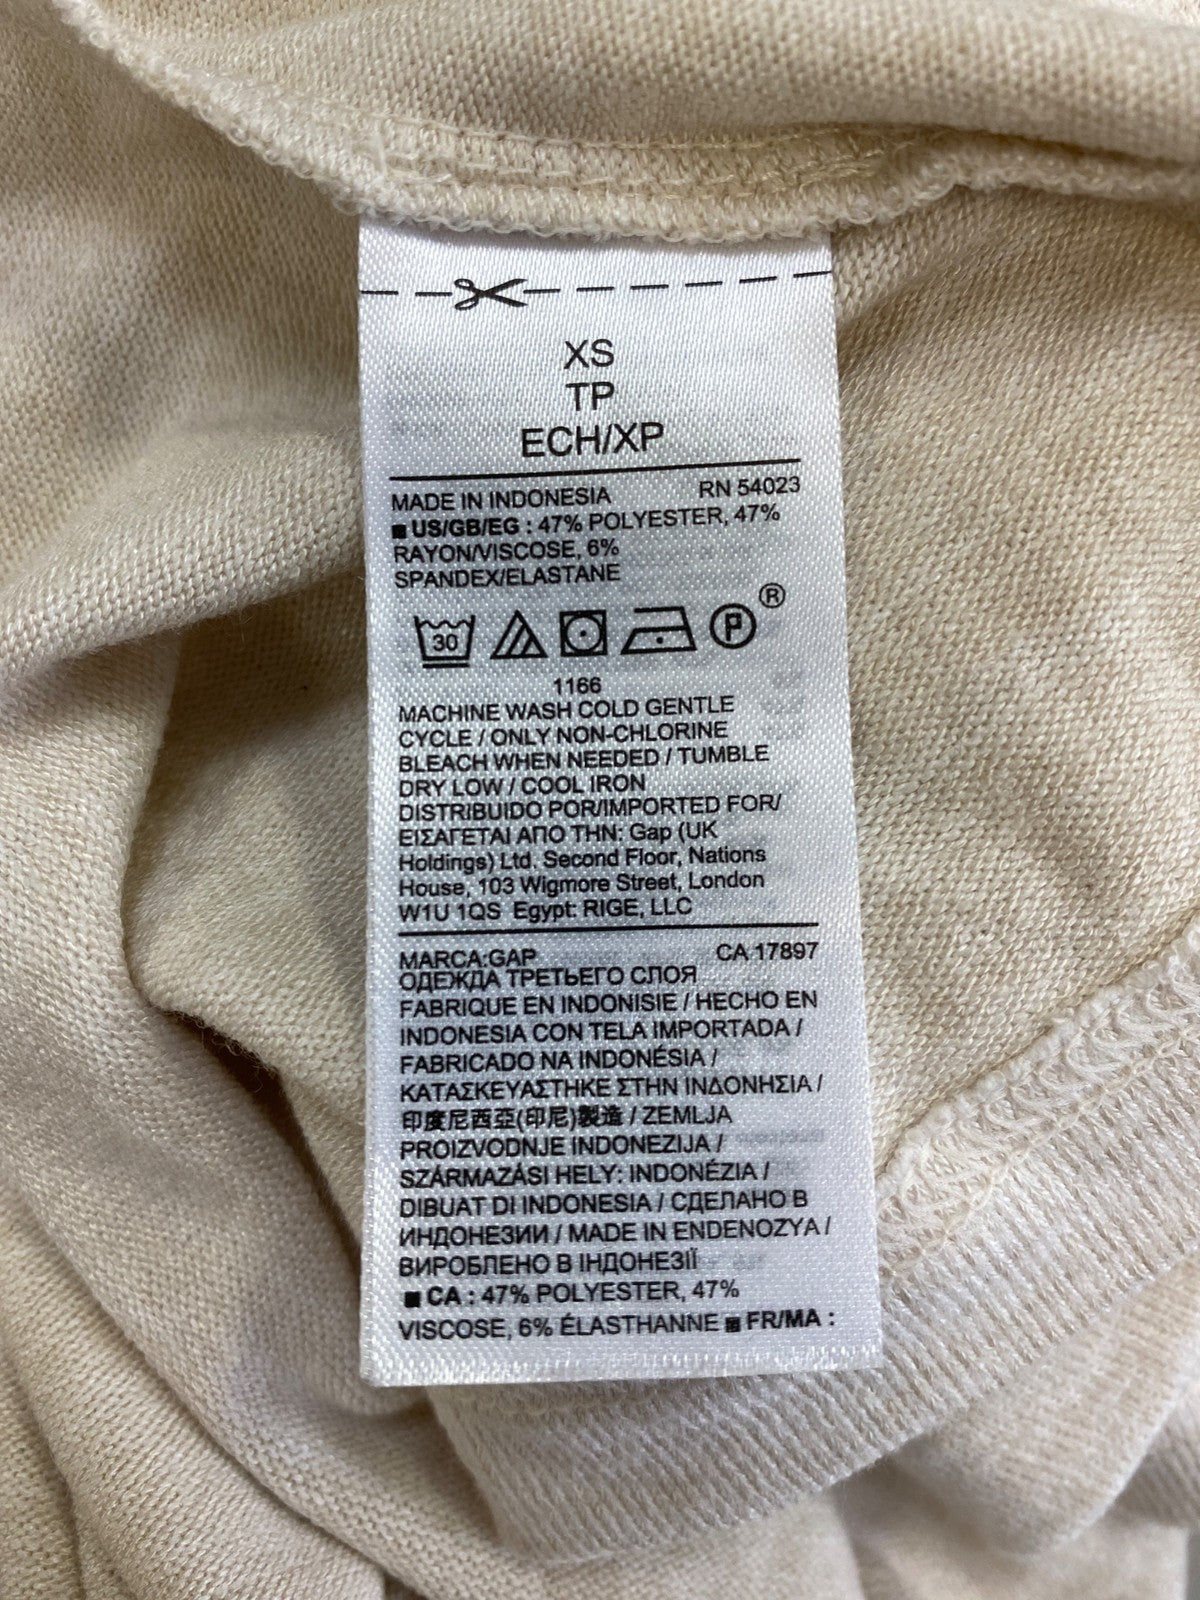 XS
TP
ECH/XP
MADE IN INDONESIA RN 54023
US/GB/EG : 47% POLYESTER, 47%
RAYON/VISCOSE, 6%
SPANDEX/ELASTANE
30 P ®
1166
MACHINE WASH COLD GENTLE
CYCLE / ONLY NON-CHLORINE
BLEACH WHEN NEEDED / TUMBLE
DRY LOW / COOL IRON
DISTRIBUIDO POR/IMPORTED FOR/
ΕΙΣΑΓΕΤΑΙ ΑΠΟ ΤΗΝ: Gap (UK
Holdings) Ltd. Second Floor, Nations
House, 103 Wigmore Street, London
W1U 1QS Egypt: RIGE, LLC
MARCA:GAP CA 17897
ОДЕЖДА ТРЕТЬЕГО СЛОЯ
FABRIQUE EN INDONISIE / HECHO EN
INDONESIA CON TELA IMPORTADA /
FABRICADO NA INDONÉSIA /
ΚΑΤΑΣΚΕΥΑΣΤΗΚΕ ΣΤΗΝ ΙΝΔΟΝΗΣΙΑ /
印度尼西亞(印尼)製造 / ZEMLJA
PROIZVODNJE INDONEZIJA /
SZÁRMAZÁSI HELY: INDONÉZIA /
DIBUAT DI INDONESIA / СДЕЛАНО В
ИНДОНЕЗИИ / MADE IN ENDENOZYA /
ВИРОБЛЕНО В ІНДОНЕЗІЇ
CA : 47% POLYESTER, 47%
VISCOSE, 6% ÉLASTHANNE FR/MA :